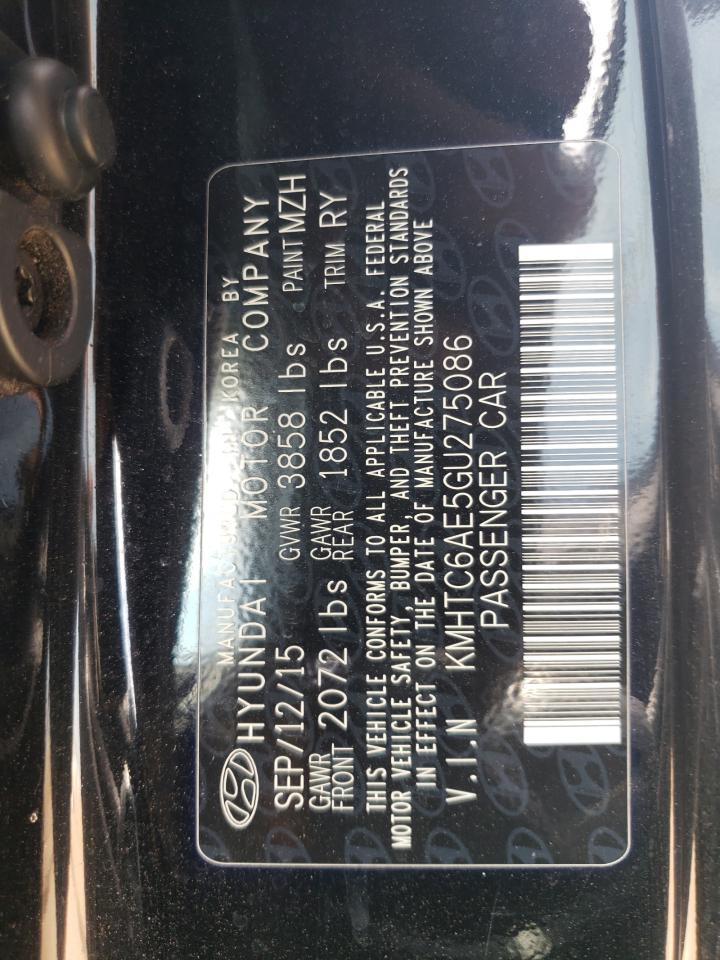 MANUFACTURED IN KOREA BY
HYUNDAI MOTOR COMPANY
SEP/12/15 GVWR 3858 lbs PAINT MZH
GAWR FRONT 2072 lbs GAWR REAR 1852 lbs TRIM RY
THIS VEHICLE CONFORMS TO ALL APPLICABLE U.S.A. FEDERAL
MOTOR VEHICLE SAFETY, BUMPER, AND THEFT PREVENTION STANDARDS
IN EFFECT ON THE DATE OF MANUFACTURE SHOWN ABOVE
V.I.N KMHTC6AE5GU275086
PASSENGER CAR